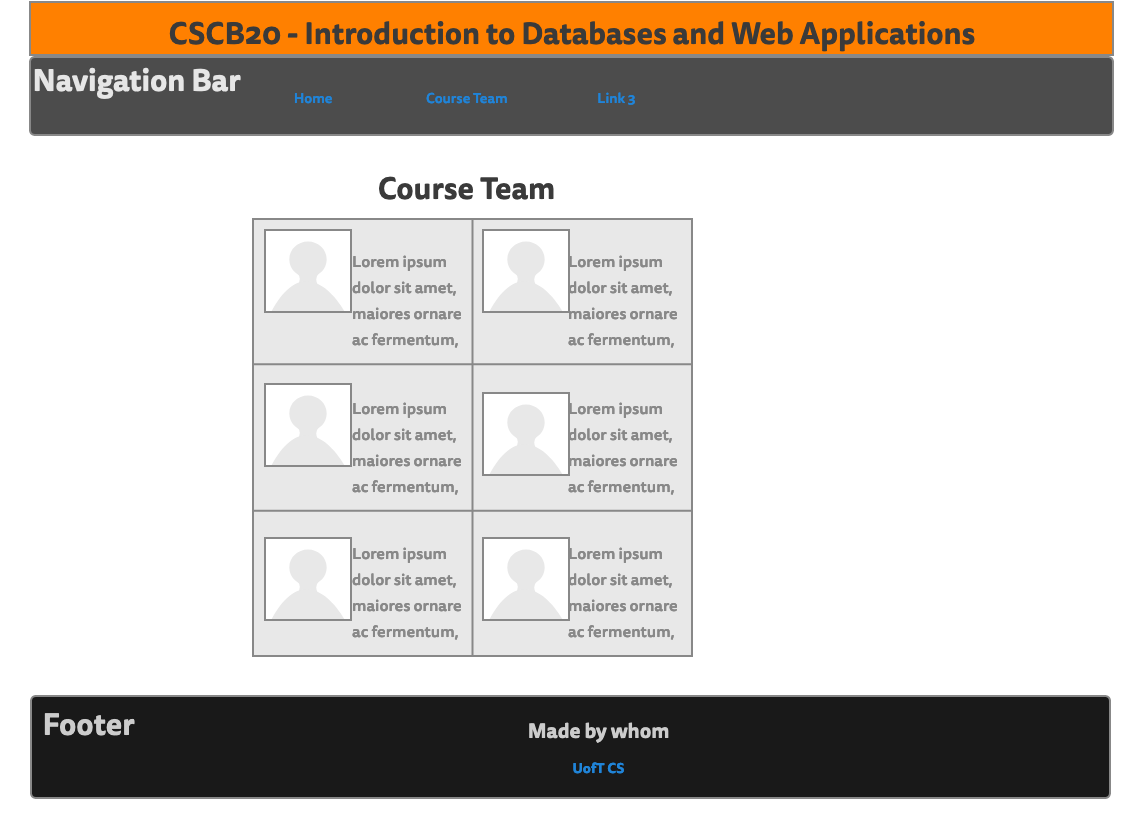 CSCB20 - Introduction to Databases and Web Applications
Navigation Bar
Home
Course Team
Link 3
Course Team
Lorem ipsum
dolor sit amet,
maiores ornare
ac fermentum,
Lorem ipsum
dolor sit amet,
maiores ornare
ac fermentum,
Lorem ipsum
dolor sit amet,
maiores ornare
ac fermentum,
Lorem ipsum
dolor sit amet,
maiores ornare
ac fermentum,
Lorem ipsum
dolor sit amet,
maiores ornare
ac fermentum,
Lorem ipsum
dolor sit amet,
maiores ornare
ac fermentum,
Footer
Made by whom
UofT CS